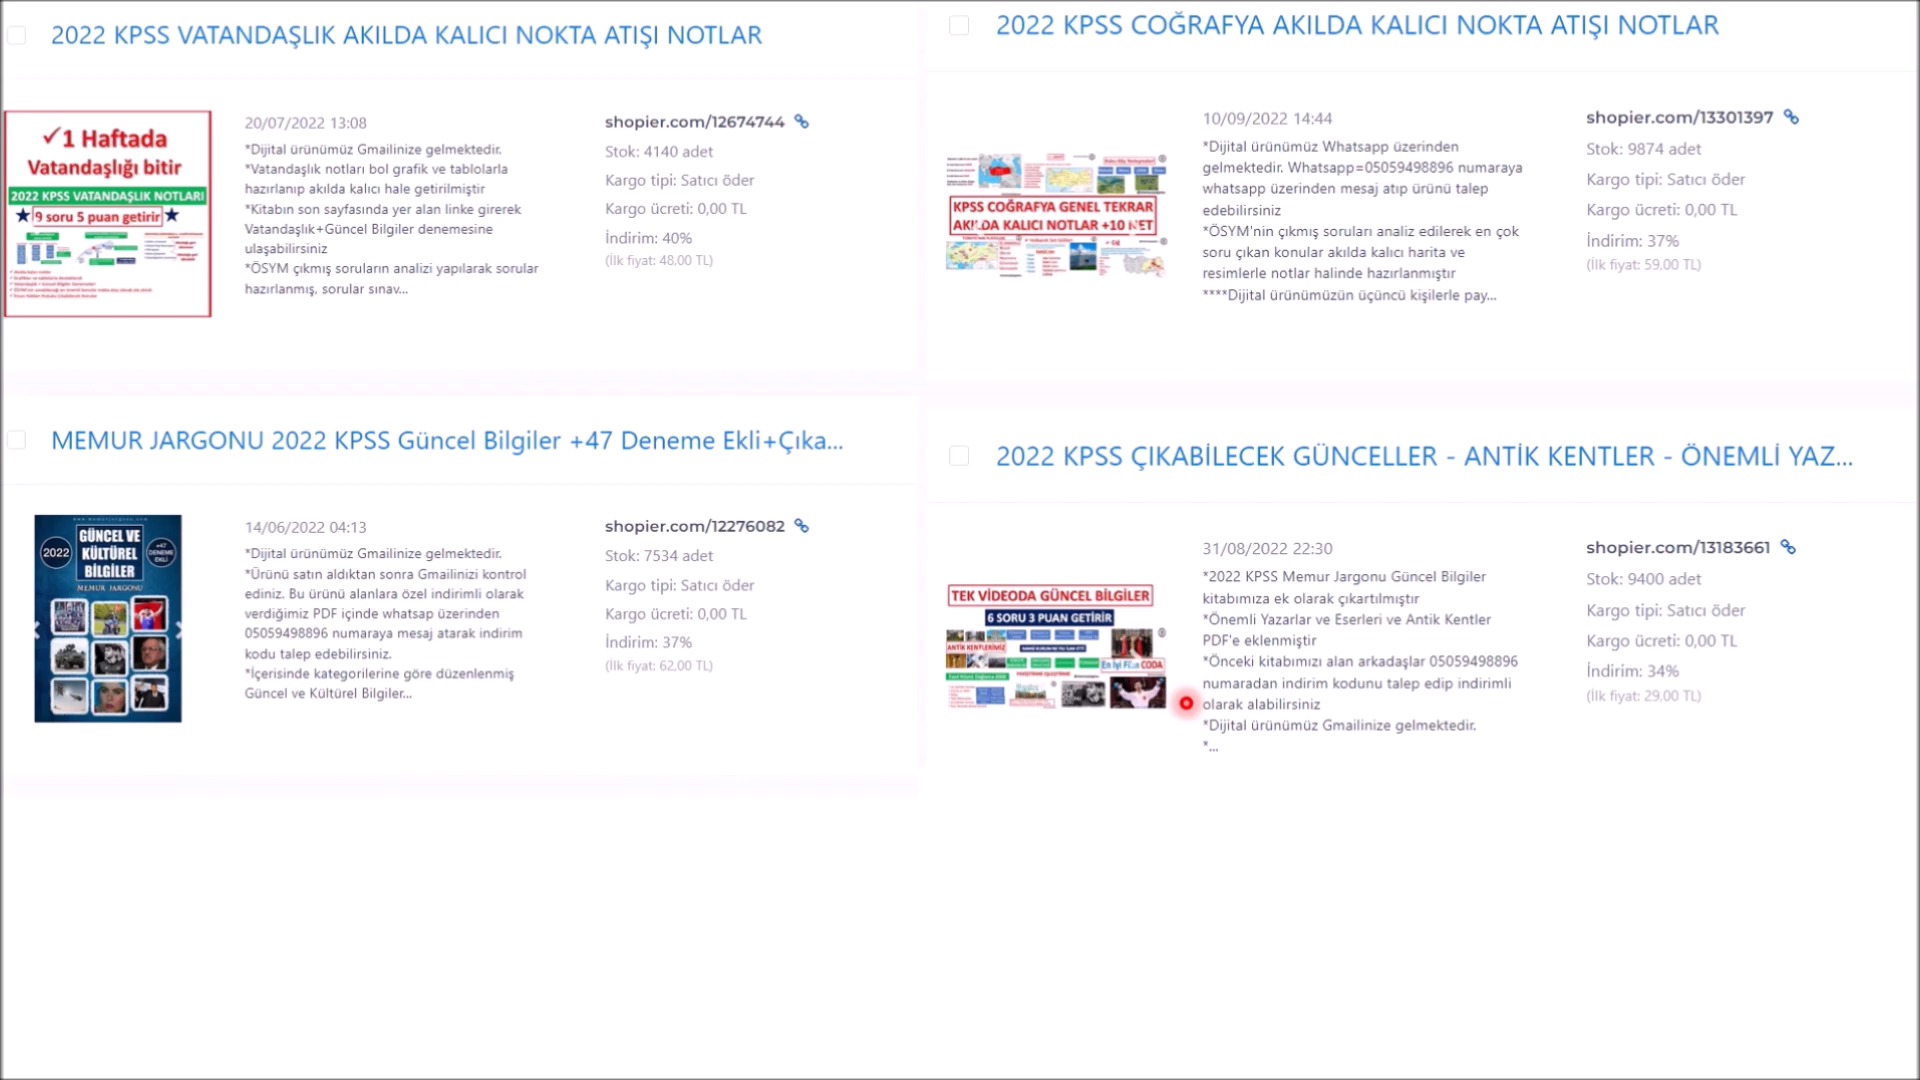 2022 KPSS VATANDAŞLIK AKILDA KALICI NOKTA ATIŞI NOTLAR
✓1 Haftada
Vatandaşlığı bitir
2022 KPSS VATANDAŞLIK NOTLARI
★9 soru 5 puan getirir★
20/07/2022 13:08
*Dijital ürünümüz Gmailinize gelmektedir.
*Vatandaşlık notları bol grafik ve tablolarla
hazırlanıp akılda kalıcı hale getirilmiştir
*Kitabın son sayfasında yer alan linke girerek
Vatandaşlık+Güncel Bilgiler denemesine
ulaşabilirsiniz
*ÖSYM çıkmış soruların analizi yapılarak sorular
hazırlanmış, sorular sınav...
shopier.com/12674744
Stok: 4140 adet
Kargo tipi: Satıcı öder
Kargo ücreti: 0,00 TL
İndirim: 40%
(İlk fiyat: 48,00 TL)
2022 KPSS COĞRAFYA AKILDA KALICI NOKTA ATIŞI NOTLAR
KPSS COĞRAFYA GENEL TEKRAR
AKILDA KALICI NOTLAR +10 NET
10/09/2022 14:44
*Dijital ürünümüz Whatsapp üzerinden
gelmektedir. Whatsapp=05059498896 numaraya
whatsapp üzerinden mesaj atıp ürünü talep
edebilirsiniz
*ÖSYM'nin çıkmış soruları analiz edilerek en çok
soru çıkan konular akılda kalıcı harita ve
resimlerle notlar halinde hazırlanmıştır
****Dijital ürünümüzün üçüncü kişilerle pay...
shopier.com/13301397
Stok: 9874 adet
Kargo tipi: Satıcı öder
Kargo ücreti: 0,00 TL
İndirim: 37%
(İlk fiyat: 59,00 TL)
MEMUR JARGONU 2022 KPSS Güncel Bilgiler +47 Deneme Ekli+Çıka...
2022
GÜNCEL VE
KÜLTÜREL
BİLGİLER
+47
DENEME
EKLİ
MEMUR JARGONU
14/06/2022 04:13
*Dijital ürünümüz Gmailinize gelmektedir.
*Ürünü satın aldıktan sonra Gmailinizi kontrol
ediniz. Bu ürünü alanlara özel indirimli olarak
verdiğimiz PDF içinde whatsap üzerinden
05059498896 numaraya mesaj atarak indirim
kodu talep edebilirsiniz.
*İçerisinde kategorilerine göre düzenlenmiş
Güncel ve Kültürel Bilgiler...
shopier.com/12276082
Stok: 7534 adet
Kargo tipi: Satıcı öder
Kargo ücreti: 0,00 TL
İndirim: 37%
(İlk fiyat: 62,00 TL)
2022 KPSS ÇIKABİLECEK GÜNCELLER - ANTİK KENTLER - ÖNEMLİ YAZ...
TEK VİDEODA GÜNCEL BİLGİLER
6 SORU 3 PUAN GETİRİR
ANTİK KENTLERİMİZ
En İyi Film CODA
31/08/2022 22:30
*2022 KPSS Memur Jargonu Güncel Bilgiler
kitabımıza ek olarak çıkartılmıştır
*Önemli Yazarlar ve Eserleri ve Antik Kentler
PDF'e eklenmiştir
*Önceki kitabımızı alan arkadaşlar 05059498896
numaradan indirim kodunu talep edip indirimli
olarak alabilirsiniz
*Dijital ürünümüz Gmailinize gelmektedir.
*...
shopier.com/13183661
Stok: 9400 adet
Kargo tipi: Satıcı öder
Kargo ücreti: 0,00 TL
İndirim: 34%
(İlk fiyat: 29,00 TL)